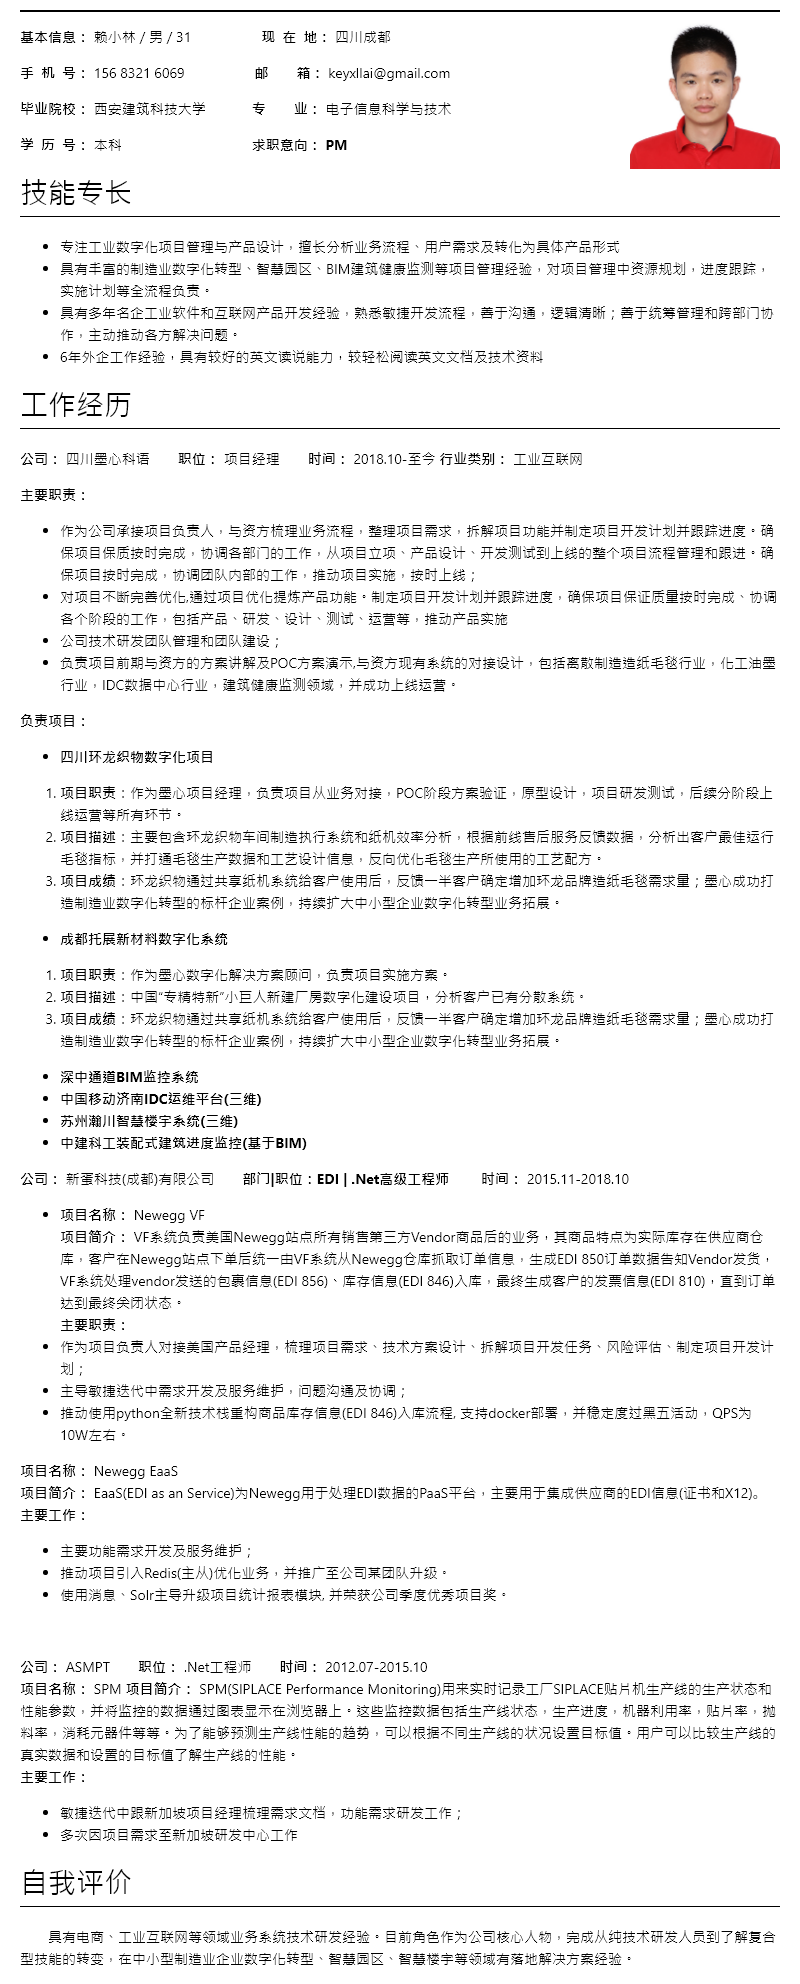 基本信息： 赖小林 / 男 / 31 现 在 地： 四川成都
手 机 号： 156 8321 6069 邮 箱： keyxllai@gmail.com
毕业院校： 西安建筑科技大学 专 业： 电子信息科学与技术
学 历 号： 本科 求职意向： PM
技能专长
• 专注工业数字化项目管理与产品设计，擅长分析业务流程、用户需求及转化为具体产品形式
• 具有丰富的制造业数字化转型、智慧园区、BIM建筑健康监测等项目管理经验，对项目管理中资源规划，进度跟踪，
实施计划等全流程负责。
• 具有多年名企工业软件和互联网产品开发经验，熟悉敏捷开发流程，善于沟通，逻辑清晰；善于统筹管理和跨部门协
作，主动推动各方解决问题。
• 6年外企工作经验，具有较好的英文读说能力，较轻松阅读英文文档及技术资料
工作经历
公司： 四川墨心科语 职位： 项目经理 时间： 2018.10-至今 行业类别： 工业互联网
主要职责：
• 作为公司承接项目负责人，与资方梳理业务流程，整理项目需求，拆解项目功能并制定项目开发计划并跟踪进度。确
保项目保质按时完成，协调各部门的工作，从项目立项、产品设计、开发测试到上线的整个项目流程管理和跟进。确
保项目按时完成，协调团队内部的工作，推动项目实施，按时上线；
• 对项目不断完善优化,通过项目优化提炼产品功能。制定项目开发计划并跟踪进度，确保项目保证质量按时完成、协调
各个阶段的工作，包括产品、研发、设计、测试、运营等，推动产品实施
• 公司技术研发团队管理和团队建设；
• 负责项目前期与资方的方案讲解及POC方案演示,与资方现有系统的对接设计，包括离散制造造纸毛毯行业，化工油墨
行业，IDC数据中心行业，建筑健康监测领域，并成功上线运营。
负责项目：
• 四川环龙织物数字化项目
1. 项目职责：作为墨心项目经理，负责项目从业务对接，POC阶段方案验证，原型设计，项目研发测试，后续分阶段上
线运营等所有环节。
2. 项目描述：主要包含环龙织物车间制造执行系统和纸机效率分析，根据前线售后服务反馈数据，分析出客户最佳运行
毛毯指标，并打通毛毯生产数据和工艺设计信息，反向优化毛毯生产所使用的工艺配方。
3. 项目成绩：环龙织物通过共享纸机系统给客户使用后，反馈一半客户确定增加环龙品牌造纸毛毯需求量；墨心成功打
造制造业数字化转型的标杆企业案例，持续扩大中小型企业数字化转型业务拓展。
• 成都托展新材料数字化系统
1. 项目职责：作为墨心数字化解决方案顾问，负责项目实施方案。
2. 项目描述：中国“专精特新”小巨人新建厂房数字化建设项目，分析客户已有分散系统。
3. 项目成绩：环龙织物通过共享纸机系统给客户使用后，反馈一半客户确定增加环龙品牌造纸毛毯需求量；墨心成功打
造制造业数字化转型的标杆企业案例，持续扩大中小型企业数字化转型业务拓展。
• 深中通道BIM监控系统
• 中国移动济南IDC运维平台(三维)
• 苏州瀚川智慧楼宇系统(三维)
• 中建科工装配式建筑进度监控(基于BIM)
公司： 新蛋科技(成都)有限公司 部门|职位：EDI | .Net高级工程师 时间： 2015.11-2018.10
• 项目名称： Newegg VF
项目简介： VF系统负责美国Newegg站点所有销售第三方Vendor商品后的业务，其商品特点为实际库存在供应商仓
库，客户在Newegg站点下单后统一由VF系统从Newegg仓库抓取订单信息，生成EDI 850订单数据告知Vendor发货，
VF系统处理vendor发送的包裹信息(EDI 856)、库存信息(EDI 846)入库，最终生成客户的发票信息(EDI 810)，直到订单
达到最终关闭状态。
主要职责：
• 作为项目负责人对接美国产品经理，梳理项目需求、技术方案设计、拆解项目开发任务、风险评估、制定项目开发计
划；
• 主导敏捷迭代中需求开发及服务维护，问题沟通及协调；
• 推动使用python全新技术栈重构商品库存信息(EDI 846)入库流程, 支持docker部署，并稳定度过黑五活动，QPS为
10W左右。
项目名称： Newegg EaaS
项目简介： EaaS(EDI as an Service)为Newegg用于处理EDI数据的PaaS平台，主要用于集成供应商的EDI信息(证书和X12)。
主要工作：
• 主要功能需求开发及服务维护；
• 推动项目引入Redis(主从)优化业务，并推广至公司某团队升级。
• 使用消息、Solr主导升级项目统计报表模块, 并荣获公司季度优秀项目奖。
公司： ASMPT 职位： .Net工程师 时间： 2012.07-2015.10
项目名称： SPM 项目简介： SPM(SIPLACE Performance Monitoring)用来实时记录工厂SIPLACE贴片机生产线的生产状态和
性能参数，并将监控的数据通过图表显示在浏览器上。这些监控数据包括生产线状态，生产进度，机器利用率，贴片率，抛
料率，消耗元器件等等。为了能够预测生产线性能的趋势，可以根据不同生产线的状况设置目标值。用户可以比较生产线的
真实数据和设置的目标值了解生产线的性能。
主要工作：
• 敏捷迭代中跟新加坡项目经理梳理需求文档，功能需求研发工作；
• 多次因项目需求至新加坡研发中心工作
自我评价
具有电商、工业互联网等领域业务系统技术研发经验。目前角色作为公司核心人物，完成从纯技术研发人员到了解复合
型技能的转变，在中小型制造业企业数字化转型、智慧园区、智慧楼宇等领域有落地解决方案经验。